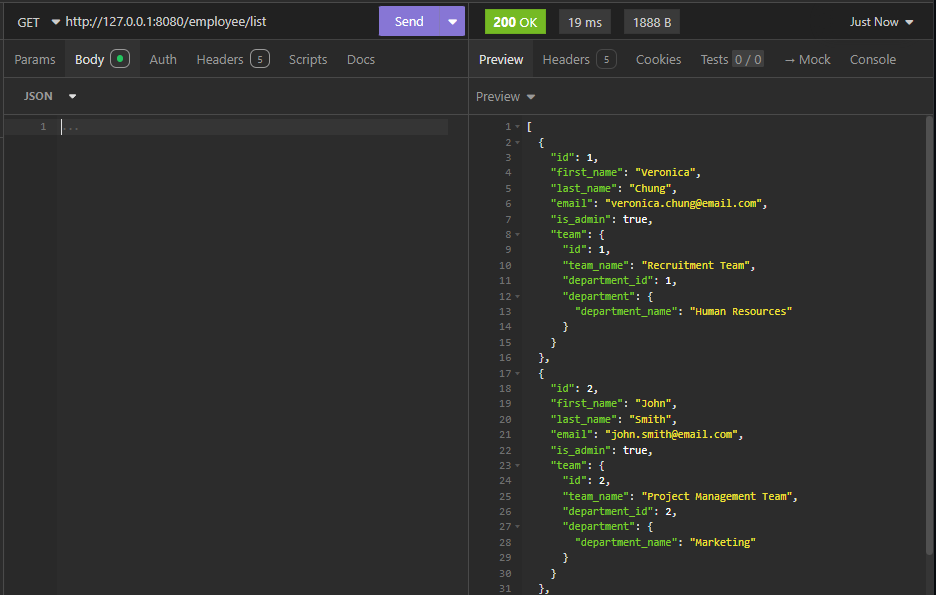 GET http://127.0.0.1:8080/employee/list Send 200 OK 19 ms 1888 B Just Now
Params Body Auth Headers 5 Scripts Docs Preview Headers 5 Cookies Tests 0 / 0 → Mock Console
JSON Preview
1 ...
1 [
2 {
3 "id": 1,
4 "first_name": "Veronica",
5 "last_name": "Chung",
6 "email": "veronica.chung@email.com",
7 "is_admin": true,
8 "team": {
9 "id": 1,
10 "team_name": "Recruitment Team",
11 "department_id": 1,
12 "department": {
13 "department_name": "Human Resources"
14 }
15 }
16 },
17 {
18 "id": 2,
19 "first_name": "John",
20 "last_name": "Smith",
21 "email": "john.smith@email.com",
22 "is_admin": true,
23 "team": {
24 "id": 2,
25 "team_name": "Project Management Team",
26 "department_id": 2,
27 "department": {
28 "department_name": "Marketing"
29 }
30 }
31 },